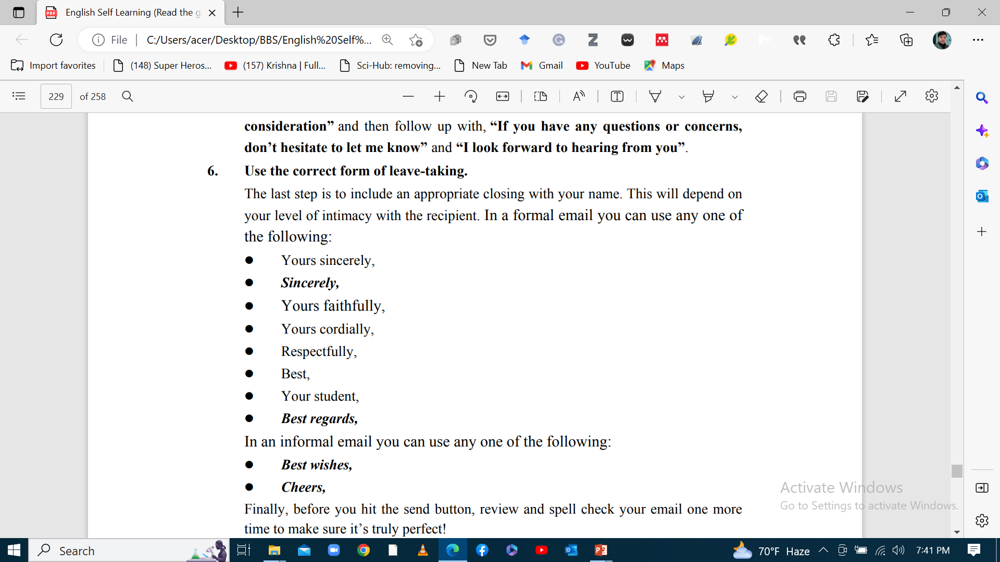 English Self Learning (Read the g
File
C:/Users/acer/Desktop/BBS/English%20Self%...
Import favorites
(148) Super Heros...
(157) Krishna | Full...
Sci-Hub: removing...
New Tab
Gmail
YouTube
Maps
229 of 258
consideration” and then follow up with, “If you have any questions or concerns,
don’t hesitate to let me know” and “I look forward to hearing from you”.
6. Use the correct form of leave-taking.
The last step is to include an appropriate closing with your name. This will depend on
your level of intimacy with the recipient. In a formal email you can use any one of
the following:
● Yours sincerely,
● Sincerely,
● Yours faithfully,
● Yours cordially,
● Respectfully,
● Best,
● Your student,
● Best regards,
In an informal email you can use any one of the following:
● Best wishes,
● Cheers,
Finally, before you hit the send button, review and spell check your email one more
time to make sure it’s truly perfect!
Activate Windows
Go to Settings to activate Windows.
Search
70°F Haze
7:41 PM